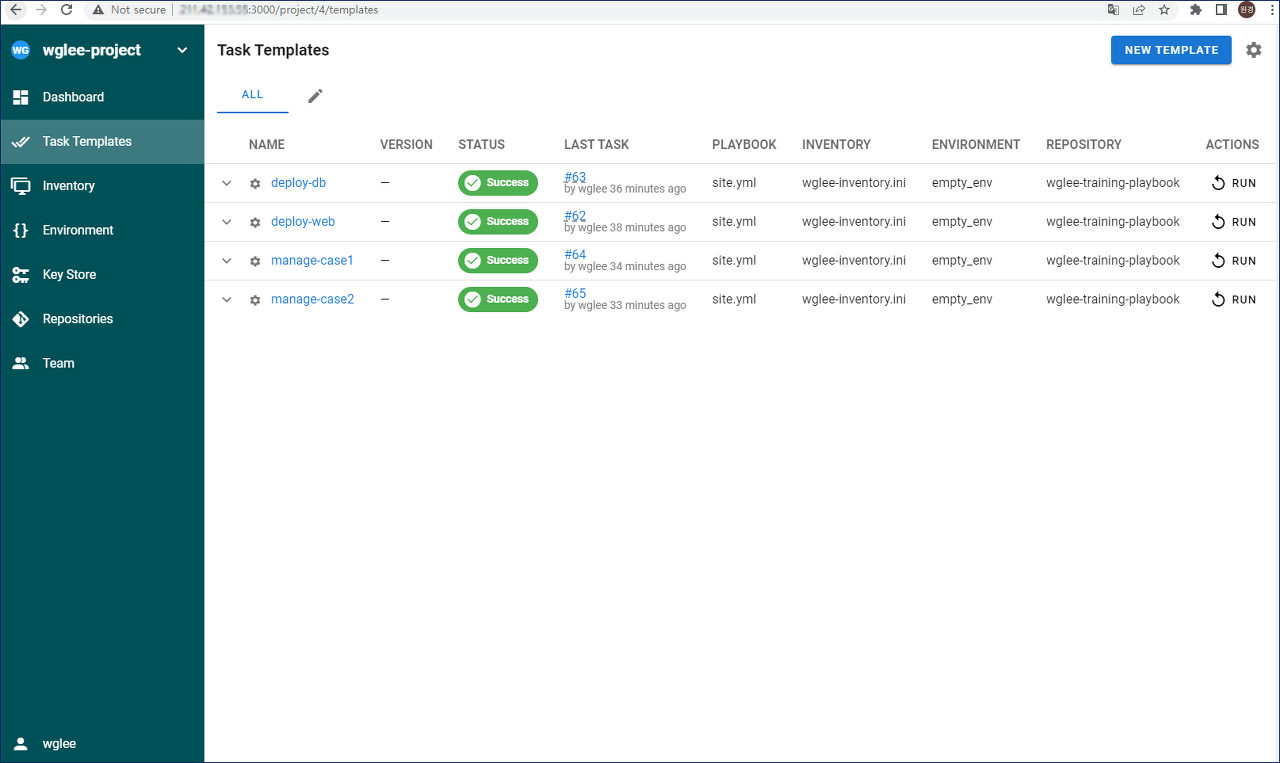 Not secure :3000/project/4/templates 원경
WG wglee-project
Task Templates
NEW TEMPLATE
Dashboard
Task Templates
Inventory
Environment
Key Store
Repositories
Team
wglee
ALL
NAME VERSION STATUS LAST TASK PLAYBOOK INVENTORY ENVIRONMENT REPOSITORY ACTIONS
deploy-db — Success #63 site.yml wglee-inventory.ini empty_env wglee-training-playbook RUN
by wglee 36 minutes ago
deploy-web — Success #62 site.yml wglee-inventory.ini empty_env wglee-training-playbook RUN
by wglee 38 minutes ago
manage-case1 — Success #64 site.yml wglee-inventory.ini empty_env wglee-training-playbook RUN
by wglee 34 minutes ago
manage-case2 — Success #65 site.yml wglee-inventory.ini empty_env wglee-training-playbook RUN
by wglee 33 minutes ago